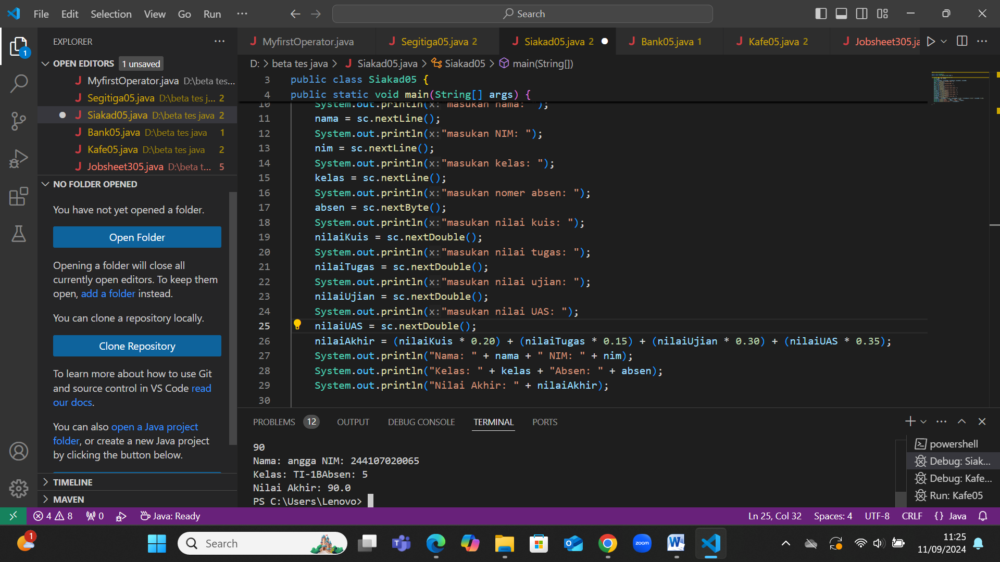 File Edit Selection View Go Run ··· Search
EXPLORER
OPEN EDITORS 1 unsaved
MyfirstOperator.java D:\beta tes...
Segitiga05.java D:\beta tes j... 2
Siakad05.java D:\beta tes java 2
Bank05.java D:\beta tes java 1
Kafe05.java D:\beta tes java 2
Jobsheet305.java D:\beta t... 5
NO FOLDER OPENED
You have not yet opened a folder.
Open Folder
Opening a folder will close all
currently open editors. To keep them
open, add a folder instead.
You can clone a repository locally.
Clone Repository
To learn more about how to use Git
and source control in VS Code read
our docs.
You can also open a Java project
folder, or create a new Java project
by clicking the button below.
TIMELINE
MAVEN
MyfirstOperator.java Segitiga05.java 2 Siakad05.java 2 Bank05.java 1 Kafe05.java 2 Jobsheet305.ja
D: > beta tes java > Siakad05.java > Siakad05 > main(String[])
3 public class Siakad05 {
4 public static void main(String[] args) {
10 System.out.println(x:"masukan nama: ");
11 nama = sc.nextLine();
12 System.out.println(x:"masukan NIM: ");
13 nim = sc.nextLine();
14 System.out.println(x:"masukan kelas: ");
15 kelas = sc.nextLine();
16 System.out.println(x:"masukan nomer absen: ");
17 absen = sc.nextByte();
18 System.out.println(x:"masukan nilai kuis: ");
19 nilaiKuis = sc.nextDouble();
20 System.out.println(x:"masukan nilai tugas: ");
21 nilaiTugas = sc.nextDouble();
22 System.out.println(x:"masukan nilai ujian: ");
23 nilaiUjian = sc.nextDouble();
24 System.out.println(x:"masukan nilai UAS: ");
25 nilaiUAS = sc.nextDouble();
26 nilaiAkhir = (nilaiKuis * 0.20) + (nilaiTugas * 0.15) + (nilaiUjian * 0.30) + (nilaiUAS * 0.35);
27 System.out.println("Nama: " + nama + " NIM: " + nim);
28 System.out.println("Kelas: " + kelas + "Absen: " + absen);
29 System.out.println("Nilai Akhir: " + nilaiAkhir);
30
PROBLEMS 12 OUTPUT DEBUG CONSOLE TERMINAL PORTS
90
Nama: angga NIM: 244107020065
Kelas: TI-1BAbsen: 5
Nilai Akhir: 90.0
PS C:\Users\Lenovo>
powershell
Debug: Siak...
Debug: Kafe...
Run: Kafe05
4 8 0 Java: Ready Ln 25, Col 32 Spaces: 4 UTF-8 CRLF {} Java
1 Search zoom 11:25
11/09/2024